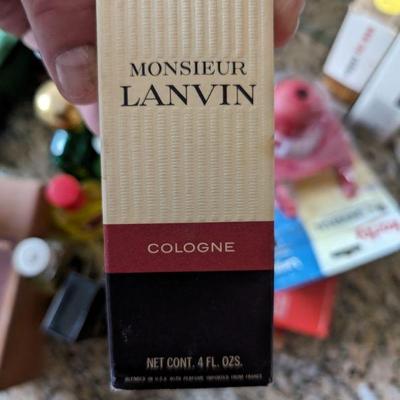 MONSIEUR
LANVIN
COLOGNE
NET CONT. 4 FL. OZS.
BLENDED IN U.S.A. WITH PERFUME IMPORTED FROM FRANCE